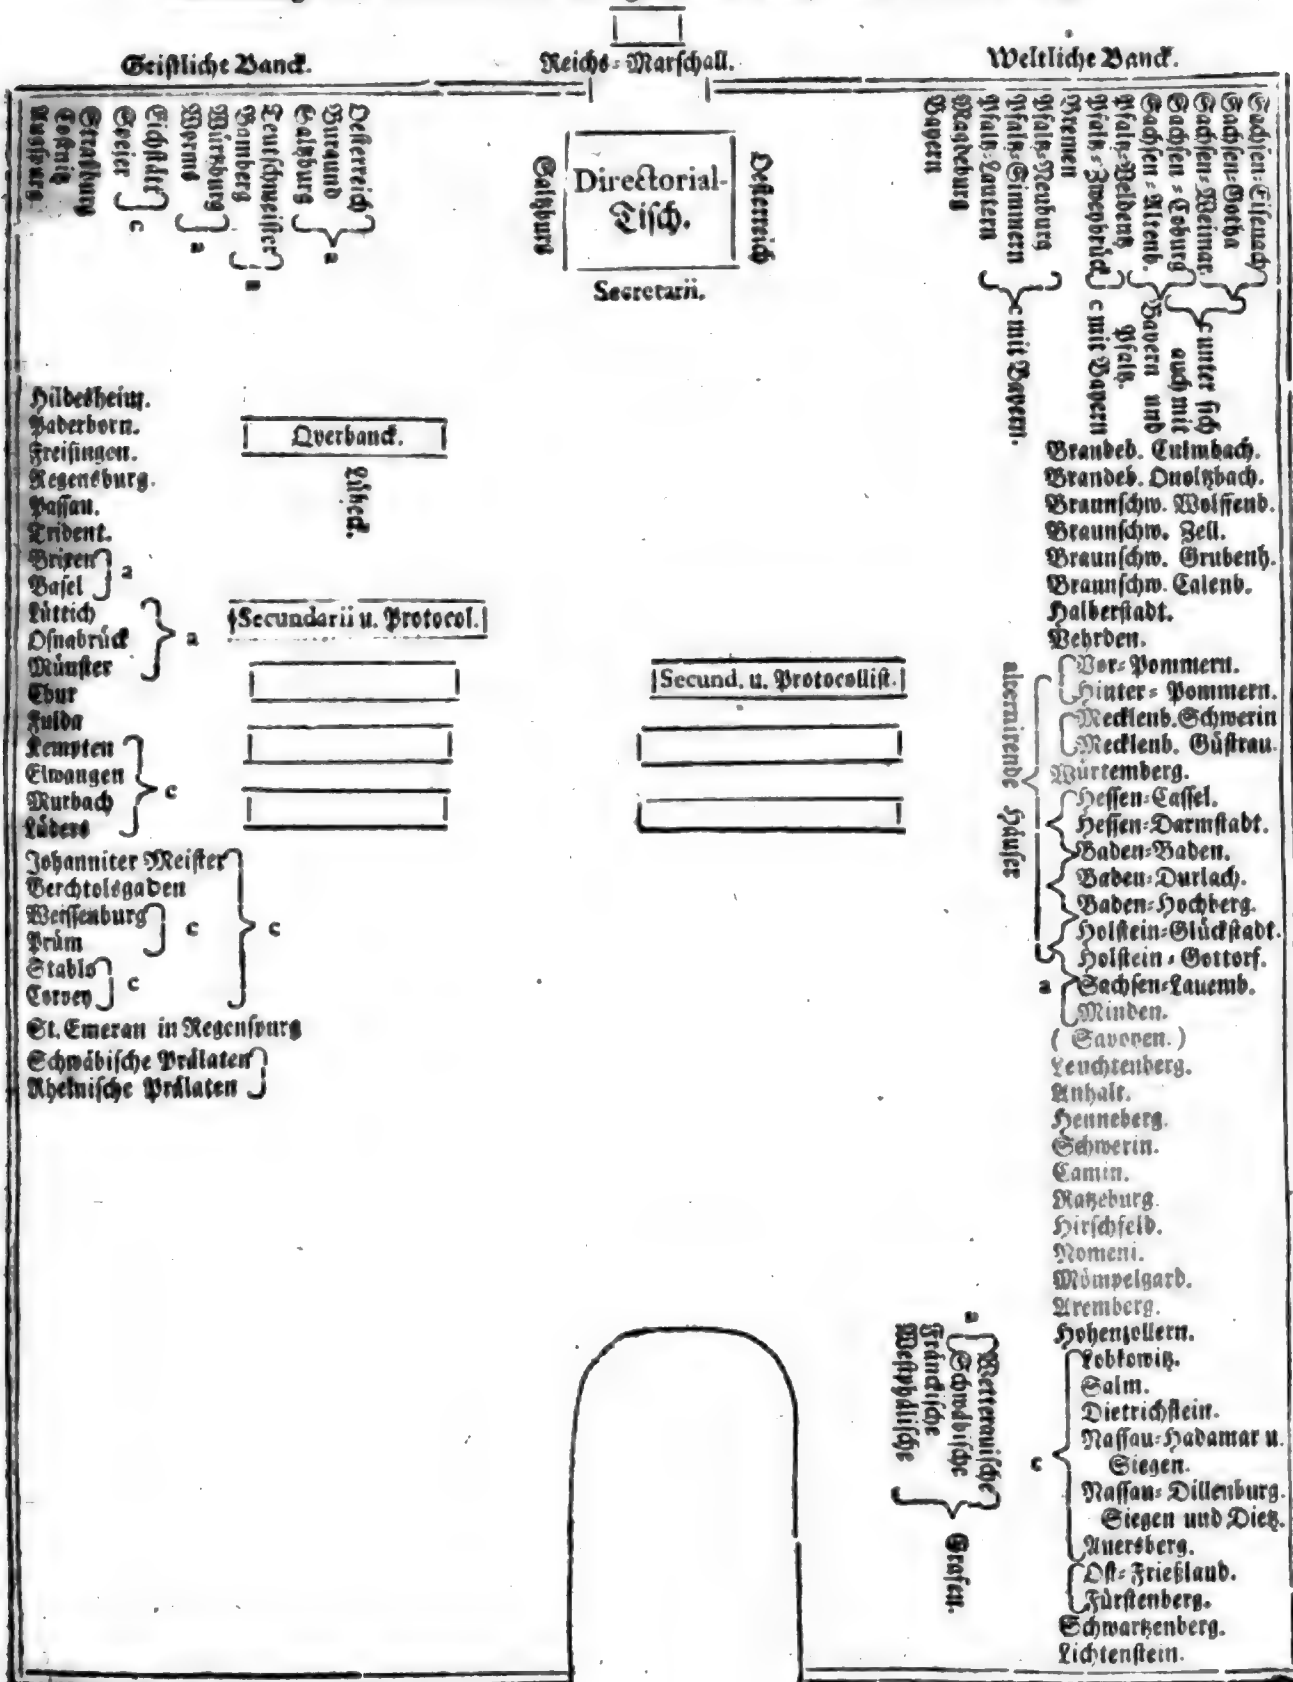 Geistliche Banck.
Reichs-Marschall.
Weltliche Banck.
Oesterreich
Burgund
Salzburg
a
Teutschmeister
Bamberg
a
Würtzburg
Worms
a
Eichstätt
Speier
c
Straßburg
Costnitz
Augspurg
Salzburg
Directorial-
Tisch.
Oesterreich
Secretarii.
Bayern
Magdeburg
Pfaltz-Lautern
Pfaltz-Simmern
Pfaltz-Neuburg
c mit Bayern.
Bremen
Pfaltz-Zweybrück
Pfaltz-Veldentz
c mit Bayern
Sachsen-Altenb.
Sachsen-Coburg
Bayern und
Pfaltz.
Sachsen-Weimar.
Sachsen-Gotha
Sachsen-Eisenach
c unter sich
auch mit
Hildesheim.
Paderborn.
Freisingen.
Regensburg.
Passau.
Trident.
Brixen
Basel
a
Lüttich
Osnabrück
Münster
a
Chur
Fulda
Kempten
Elwangen
Murbach
Lüders
c
Johanniter Meister
Berchtolsgaden
Weissenburg
Prüm
c
Stablo
Corvey
c
c
St. Emeran in Regenspurg
Schwäbische Prälaten
Rheinische Prälaten
Qverbanck.
Lübeck.
Secundarii u. Protocol.
Secund. u. Protocollist.
Brandeb. Culmbach.
Brandeb. Onoltzbach.
Braunschw. Wolffenb.
Braunschw. Zell.
Braunschw. Grubenh.
Braunschw. Calenb.
Halberstadt.
Vehrden.
Vor-Pommern.
Hinter-Pommern.
Mecklenb. Schwerin
Mecklenb. Güstrau.
Würtemberg.
Hessen-Cassel.
Hessen-Darmstadt.
Baden-Baden.
Baden-Durlach.
Baden-Hochberg.
Holstein-Glückstadt.
Holstein-Gottorf.
alternirende Häuser
Sachsen-Lauemb.
Minden.
a
( Savoyen. )
Leuchtenberg.
Anhalt.
Henneberg.
Schwerin.
Camin.
Ratzeburg.
Hirschfeld.
Nomeni.
Mömpelgard.
Aremberg.
Hohenzollern.
Lobkowitz.
Salm.
Dietrichstein.
Nassau-Hadamar u.
Siegen.
Nassau-Dillenburg.
Siegen und Dietz.
Auersberg.
c
Ost-Frießland.
Fürstenberg.
Schwartzenberg.
Lichtenstein.
Wetterauische
Schwäbische
a
Fränckische
Westphälische
Grafen.